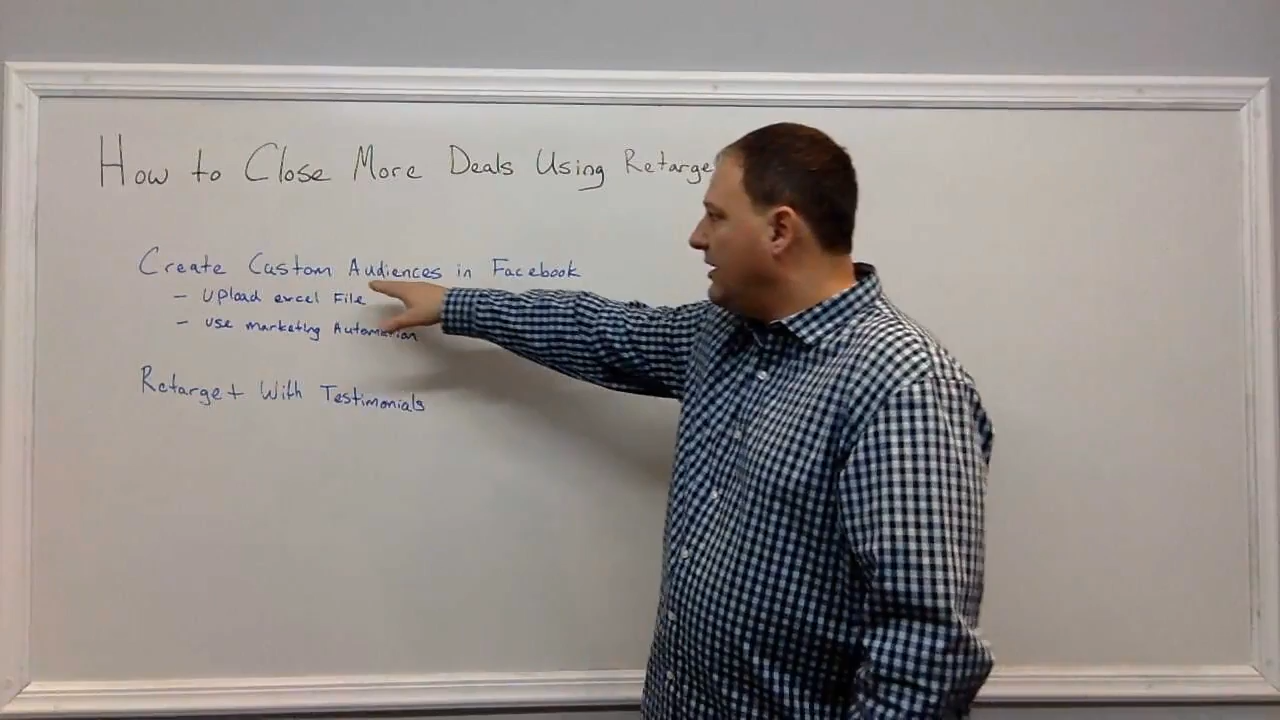 How to Close More Deals Using Retarge
Create Custom Audiences in Facebook
- Upload excel File
- use marketing Automation
Retarget With Testimonials